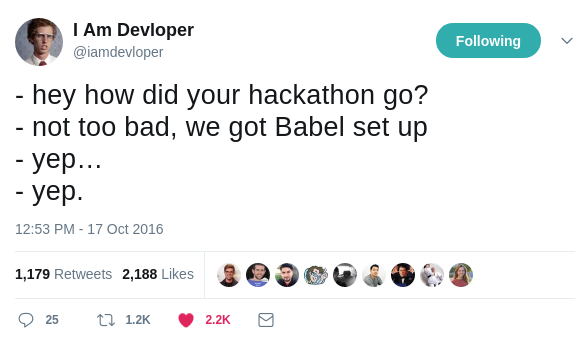 I Am Devloper
@iamdevloper
Following
- hey how did your hackathon go?
- not too bad, we got Babel set up
- yep…
- yep.
12:53 PM - 17 Oct 2016
1,179 Retweets 2,188 Likes
25 1.2K 2.2K